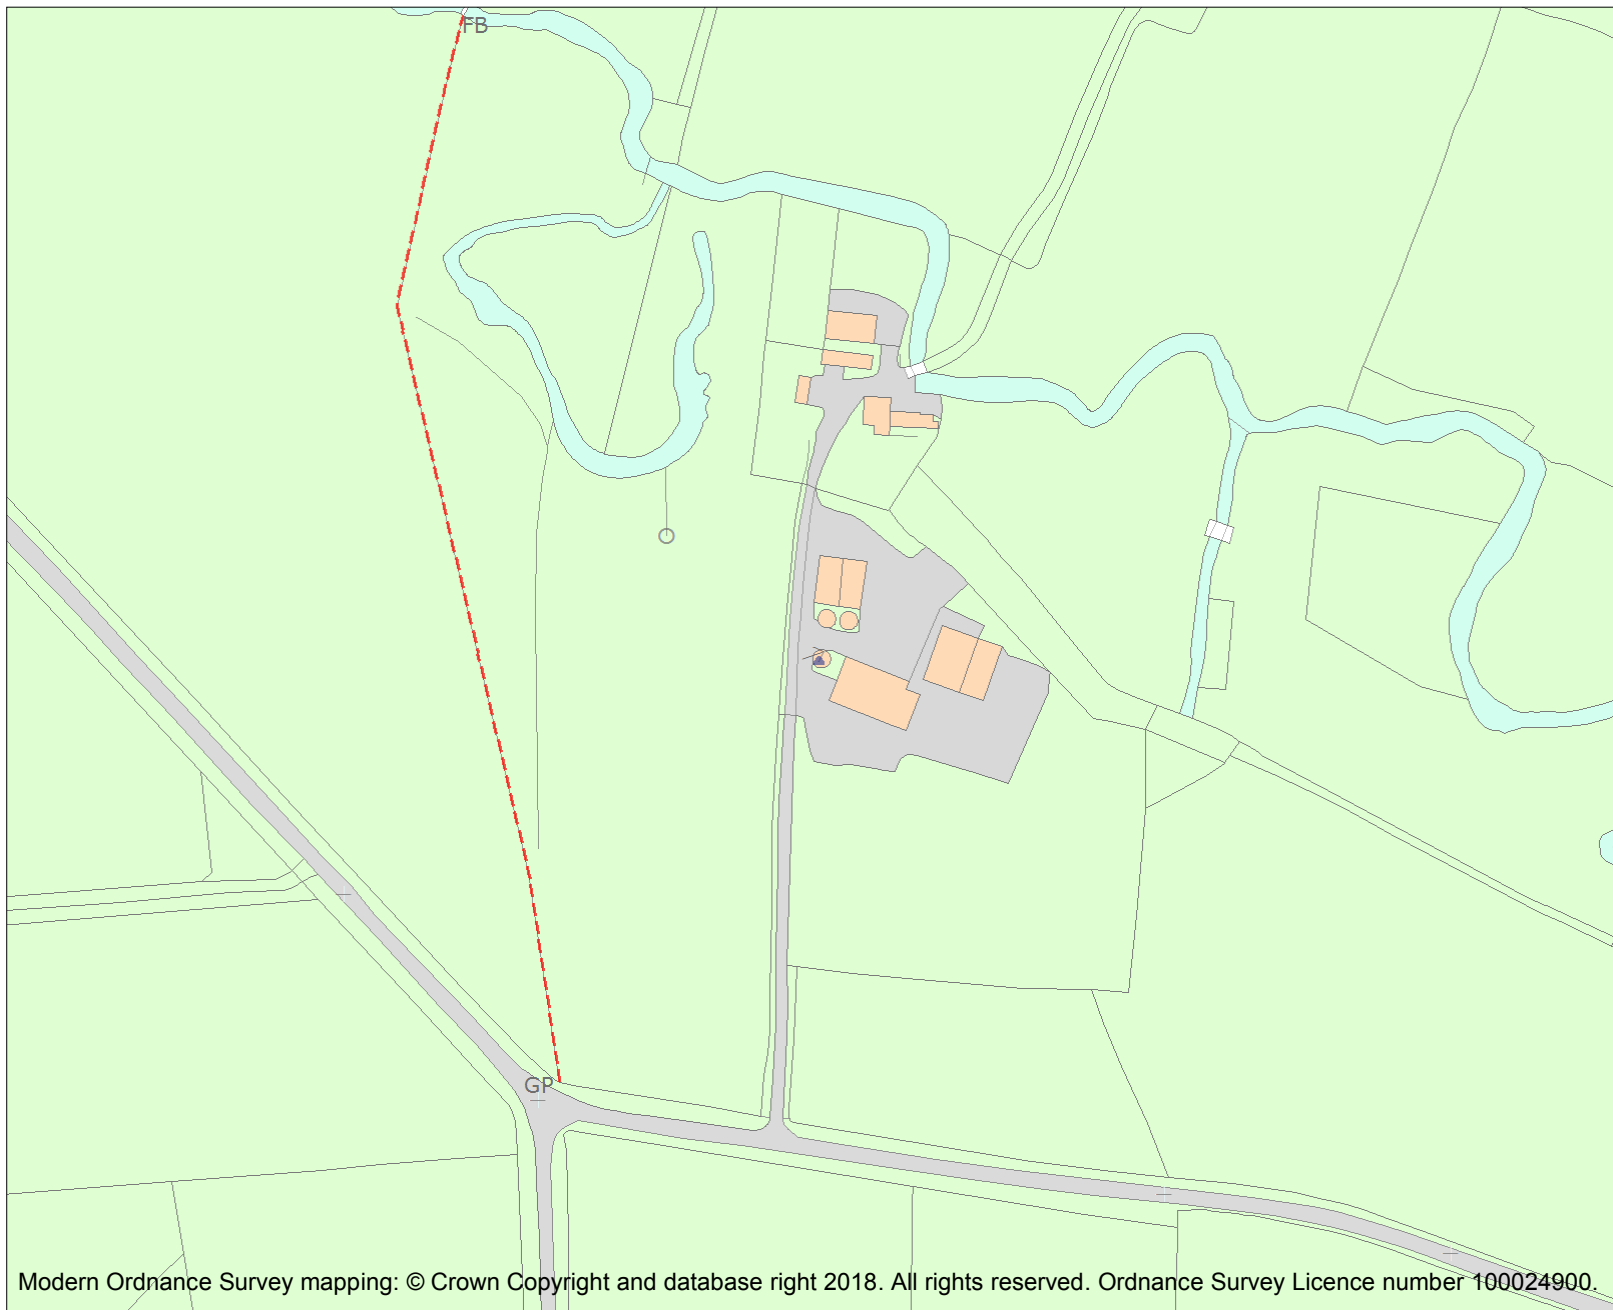 FB
GP
Modern Ordnance Survey mapping: © Crown Copyright and database right 2018. All rights reserved. Ordnance Survey Licence number 100024900.